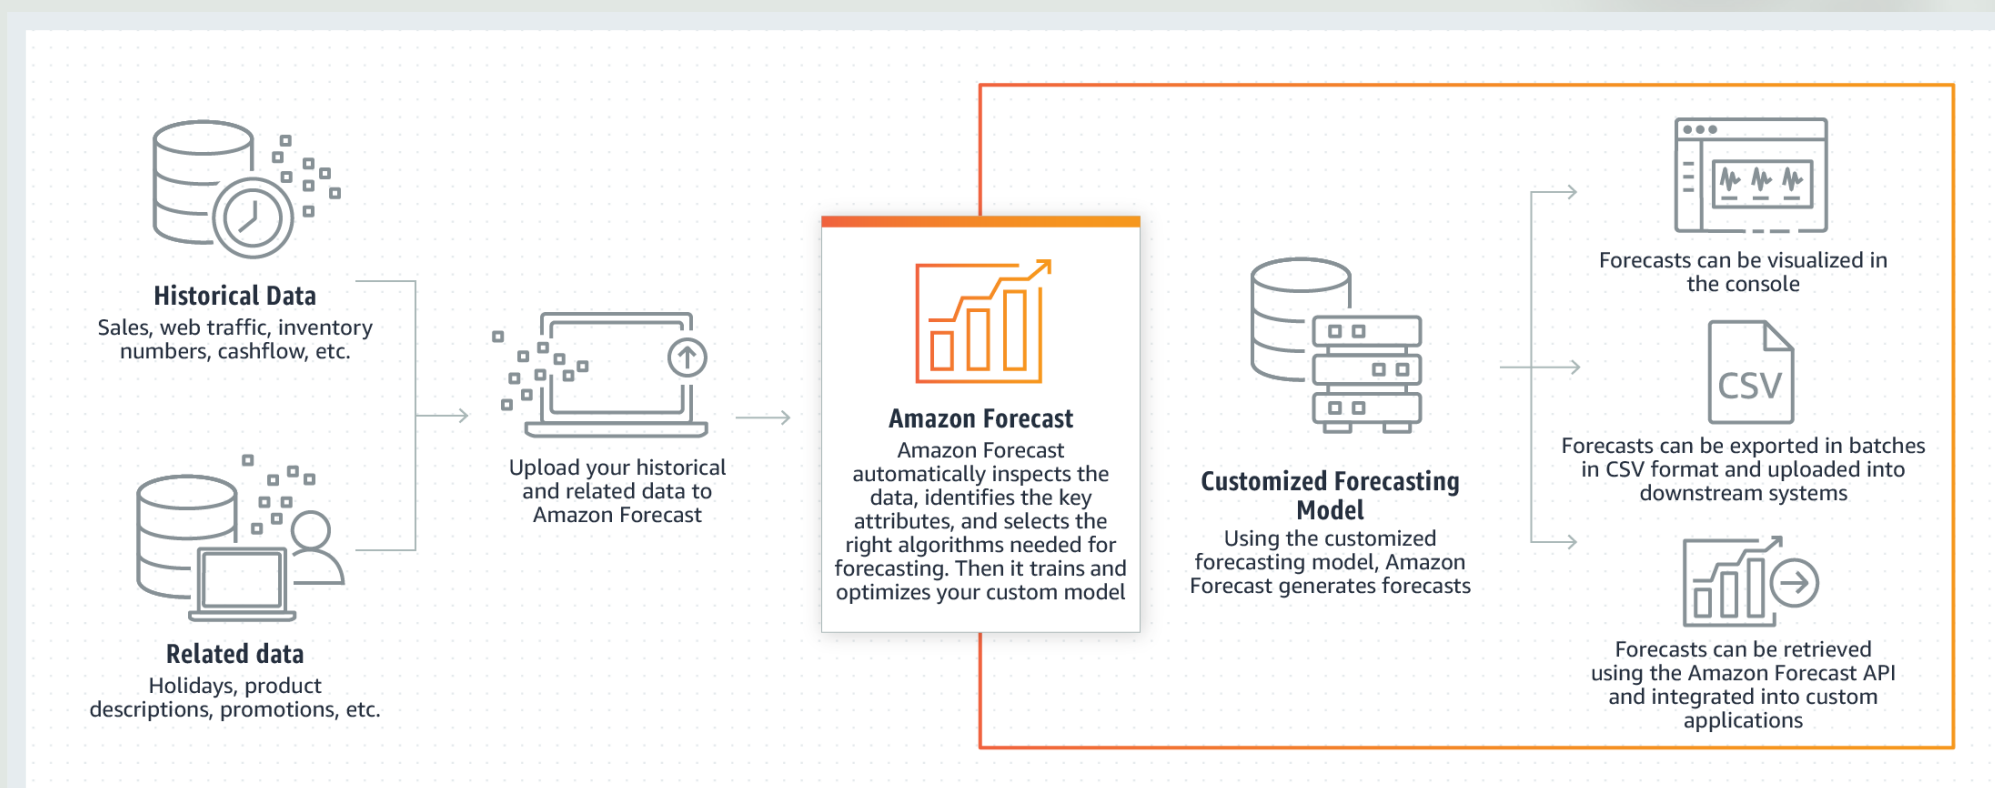 Historical Data
Sales, web traffic, inventory
numbers, cashflow, etc.
Related data
Holidays, product
descriptions, promotions, etc.
Upload your historical
and related data to
Amazon Forecast
Amazon Forecast
Amazon Forecast
automatically inspects the
data, identifies the key
attributes, and selects the
right algorithms needed for
forecasting. Then it trains and
optimizes your custom model
Customized Forecasting
Model
Using the customized
forecasting model, Amazon
Forecast generates forecasts
Forecasts can be visualized in
the console
CSV
Forecasts can be exported in batches
in CSV format and uploaded into
downstream systems
Forecasts can be retrieved
using the Amazon Forecast API
and integrated into custom
applications